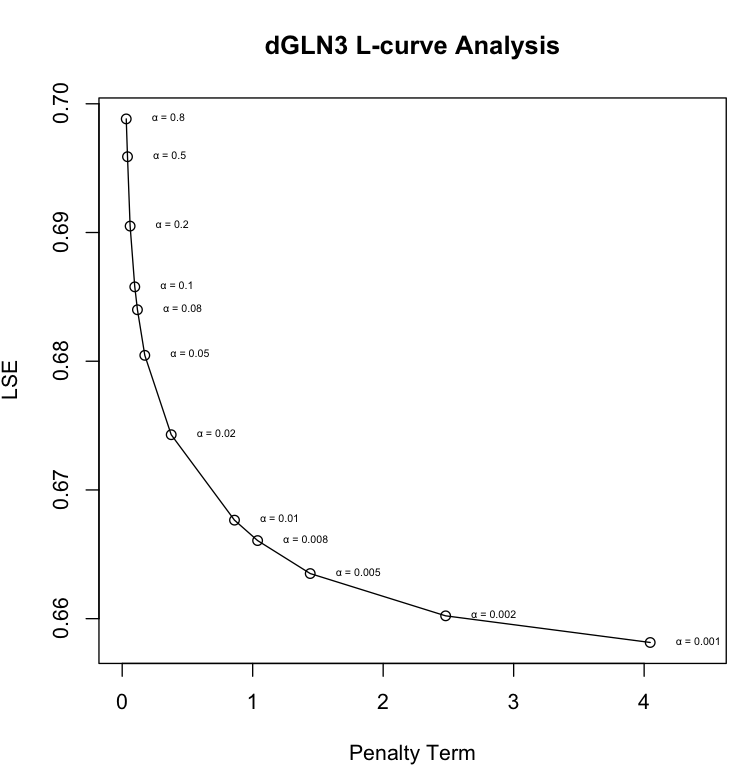 dGLN3 L-curve Analysis
0.70
α = 0.8
α = 0.5
0.69
α = 0.2
α = 0.1
α = 0.08
0.68
α = 0.05
LSE
α = 0.02
0.67
α = 0.01
α = 0.008
α = 0.005
0.66
α = 0.002
α = 0.001
0 1 2 3 4
Penalty Term